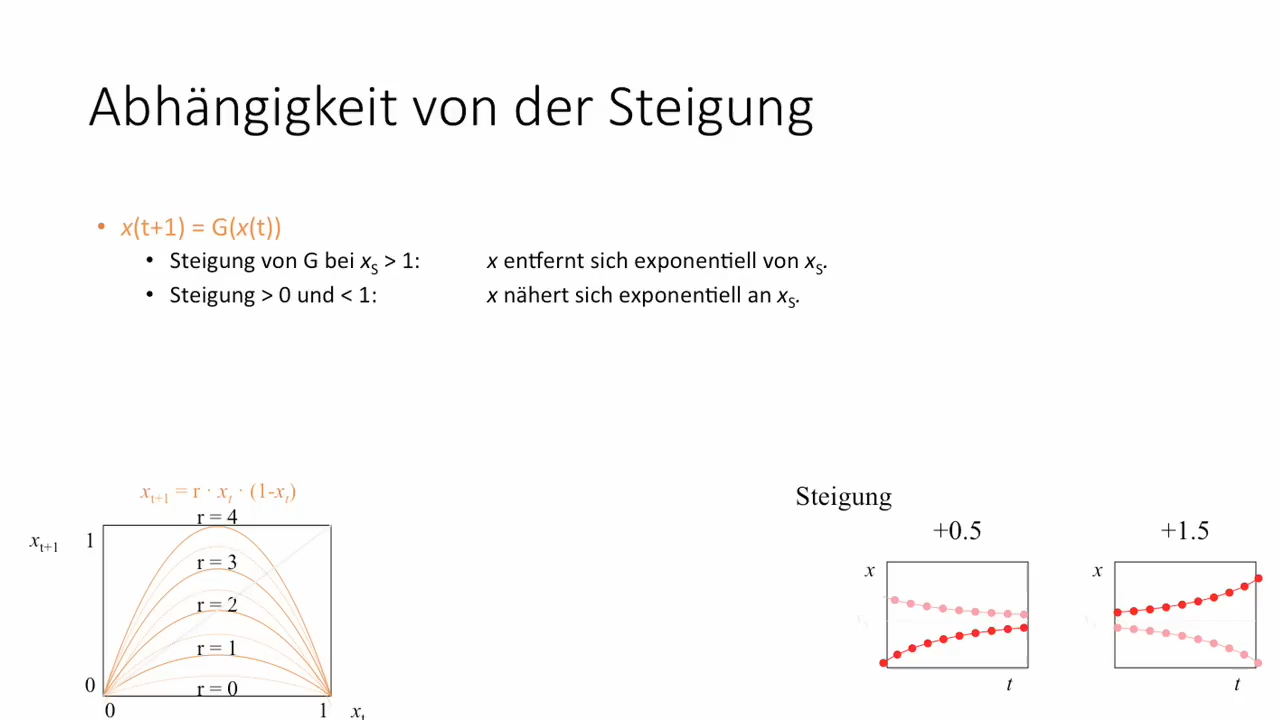 Abhängigkeit von der Steigung
• x(t+1) = G(x(t))
• Steigung von G bei xS > 1: x entfernt sich exponentiell von xS.
• Steigung > 0 und < 1: x nähert sich exponentiell an xS.
xt+1 = r · xt · (1-xt)
r = 4
xt+1 1
r = 3
r = 2
r = 1
0 r = 0
0 1 xt
Steigung
+0.5 +1.5
x x
t t